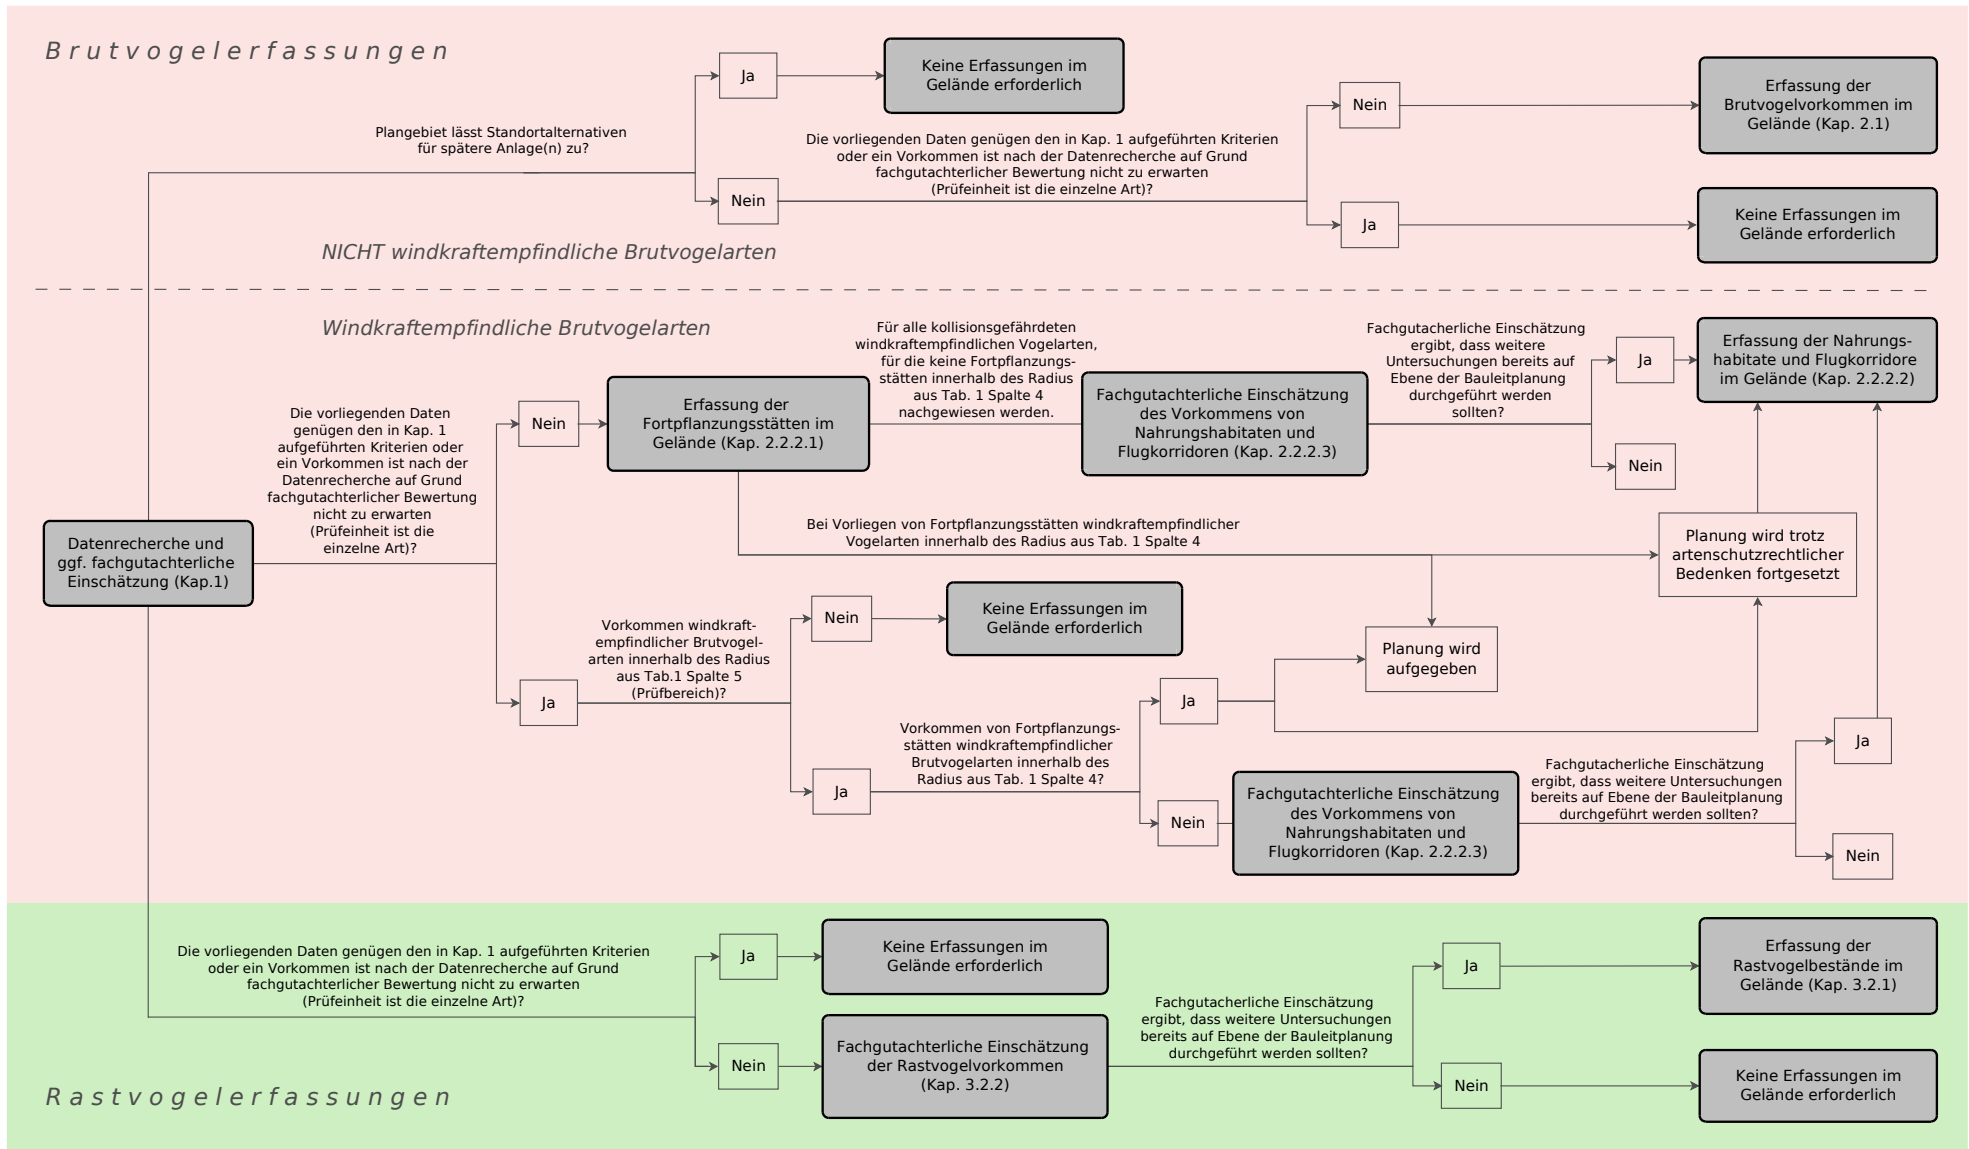 Brutvogelerfassungen
Ja
Keine Erfassungen im
Gelände erforderlich
Plangebiet lässt Standortalternativen
für spätere Anlage(n) zu?
Nein
Die vorliegenden Daten genügen den in Kap. 1 aufgeführten Kriterien
oder ein Vorkommen ist nach der Datenrecherche auf Grund
fachgutachterlicher Bewertung nicht zu erwarten
(Prüfeinheit ist die einzelne Art)?
Nein
Erfassung der
Brutvogelvorkommen im
Gelände (Kap. 2.1)
Ja
Keine Erfassungen im
Gelände erforderlich
NICHT windkraftempfindliche Brutvogelarten
Windkraftempfindliche Brutvogelarten
Datenrecherche und
ggf. fachgutachterliche
Einschätzung (Kap.1)
Die vorliegenden Daten
genügen den in Kap. 1
aufgeführten Kriterien oder
ein Vorkommen ist nach der
Datenrecherche auf Grund
fachgutachterlicher Bewertung
nicht zu erwarten
(Prüfeinheit ist die
einzelne Art)?
Nein
Erfassung der
Fortpflanzungsstätten im
Gelände (Kap. 2.2.2.1)
Für alle kollisionsgefährdeten
windkraftempfindlichen Vogelarten,
für die keine Fortpflanzungs-
stätten innerhalb des Radius
aus Tab. 1 Spalte 4
nachgewiesen werden.
Fachgutachterliche Einschätzung
des Vorkommens von
Nahrungshabitaten und
Flugkorridoren (Kap. 2.2.2.3)
Fachgutacherliche Einschätzung
ergibt, dass weitere
Untersuchungen bereits auf
Ebene der Bauleitplanung
durchgeführt werden
sollten?
Ja
Erfassung der Nahrungs-
habitate und Flugkorridore
im Gelände (Kap. 2.2.2.2)
Nein
Bei Vorliegen von Fortpflanzungsstätten windkraftempfindlicher
Vogelarten innerhalb des Radius aus Tab. 1 Spalte 4
Planung wird trotz
artenschutzrechtlicher
Bedenken fortgesetzt
Ja
Vorkommen windkraft-
empfindlicher Brutvogel-
arten innerhalb des Radius
aus Tab.1 Spalte 5
(Prüfbereich)?
Nein
Keine Erfassungen im
Gelände erforderlich
Planung wird
aufgegeben
Ja
Vorkommen von Fortpflanzungs-
stätten windkraftempfindlicher
Brutvogelarten innerhalb des
Radius aus Tab. 1 Spalte 4?
Ja
Nein
Fachgutachterliche Einschätzung
des Vorkommens von
Nahrungshabitaten und
Flugkorridoren (Kap. 2.2.2.3)
Fachgutacherliche Einschätzung
ergibt, dass weitere Untersuchungen
bereits auf Ebene der Bauleitplanung
durchgeführt werden sollten?
Ja
Nein
Die vorliegenden Daten genügen den in Kap. 1 aufgeführten Kriterien
oder ein Vorkommen ist nach der Datenrecherche auf Grund
fachgutachterlicher Bewertung nicht zu erwarten
(Prüfeinheit ist die einzelne Art)?
Ja
Keine Erfassungen im
Gelände erforderlich
Nein
Fachgutachterliche Einschätzung
der Rastvogelvorkommen
(Kap. 3.2.2)
Fachgutacherliche Einschätzung
ergibt, dass weitere Untersuchungen
bereits auf Ebene der Bauleitplanung
durchgeführt werden sollten?
Ja
Erfassung der
Rastvogelbestände im
Gelände (Kap. 3.2.1)
Nein
Keine Erfassungen im
Gelände erforderlich
Rastvogelerfassungen